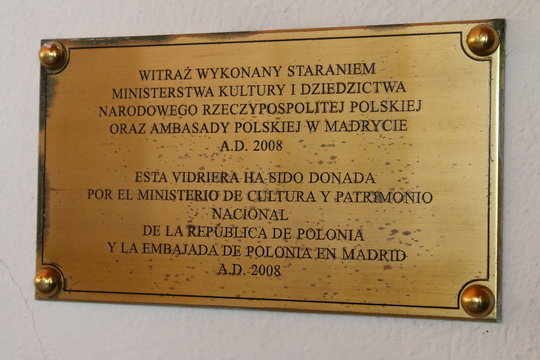 WITRAŻ WYKONANY STARANIEM
MINISTERSTWA KULTURY I DZIEDZICTWA
NARODOWEGO RZECZYPOSPOLITEJ POLSKIEJ
ORAZ AMBASADY POLSKIEJ W MADRYCIE
A.D. 2008
ESTA VIDRIERA HA SIDO DONADA
POR EL MINISTERIO DE CULTURA Y PATRIMONIO
NACIONAL
DE LA REPÚBLICA DE POLONIA
Y LA EMBAJADA DE POLONIA EN MADRID
A.D. 2008